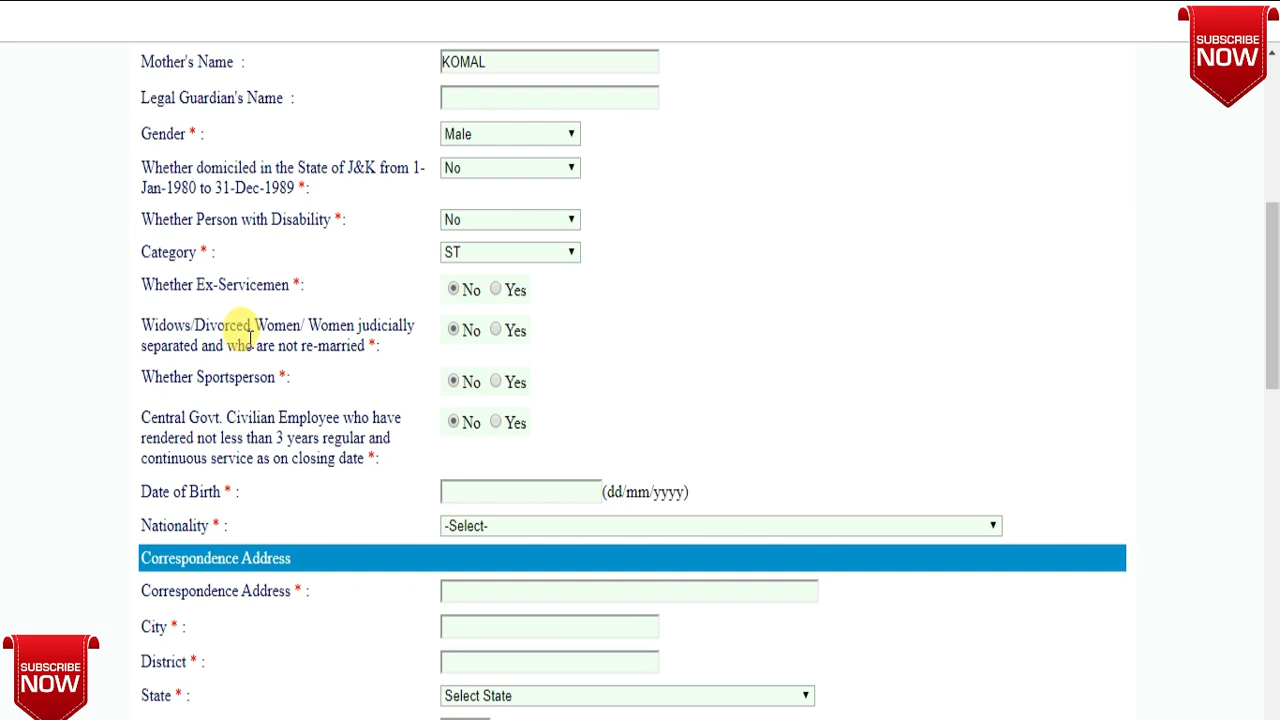 SUBSCRIBE
NOW
Mother's Name :
KOMAL
Legal Guardian's Name :
Gender * :
Male
Whether domiciled in the State of J&K from 1-
Jan-1980 to 31-Dec-1989 *:
No
Whether Person with Disability *:
No
Category * :
ST
Whether Ex-Servicemen *:
No Yes
Widows/Divorced Women/ Women judicially
separated and who are not re-married *:
No Yes
Whether Sportsperson *:
No Yes
Central Govt. Civilian Employee who have
rendered not less than 3 years regular and
continuous service as on closing date *:
No Yes
Date of Birth * :
(dd/mm/yyyy)
Nationality * :
-Select-
Correspondence Address
Correspondence Address * :
City * :
District * :
State * :
Select State
SUBSCRIBE
NOW